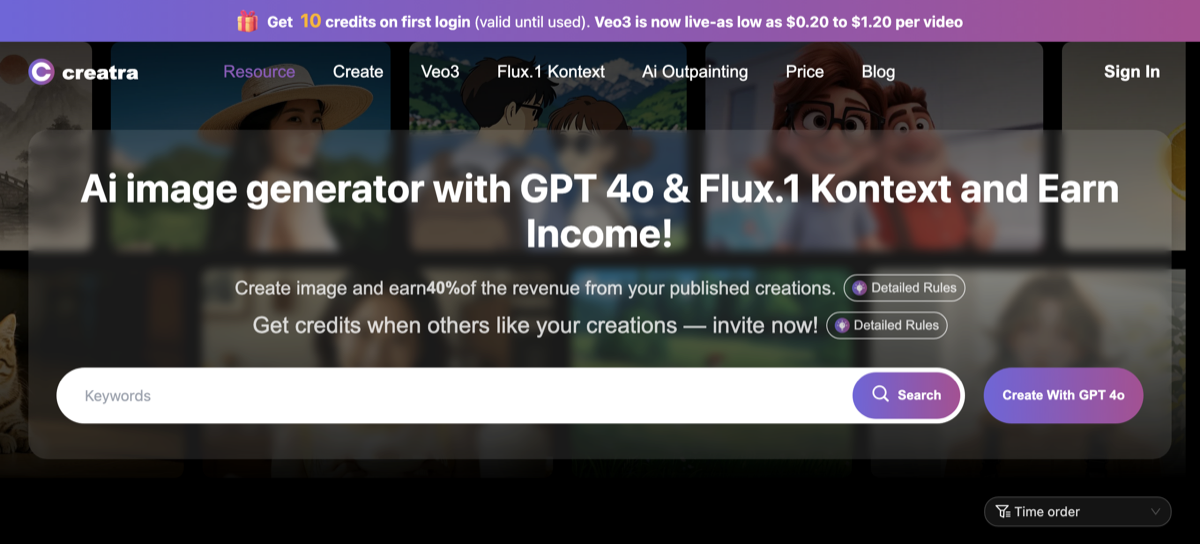 Get 10 credits on first login (valid until used). Veo3 is now live-as low as $0.20 to $1.20 per video
C creatra
Resource
Create
Veo3
Flux.1 Kontext
Ai Outpainting
Price
Blog
Sign In
Ai image generator with GPT 4o & Flux.1 Kontext and Earn
Income!
Create image and earn40%of the revenue from your published creations.
Detailed Rules
Get credits when others like your creations — invite now!
Detailed Rules
Keywords
Search
Create With GPT 4o
Time order